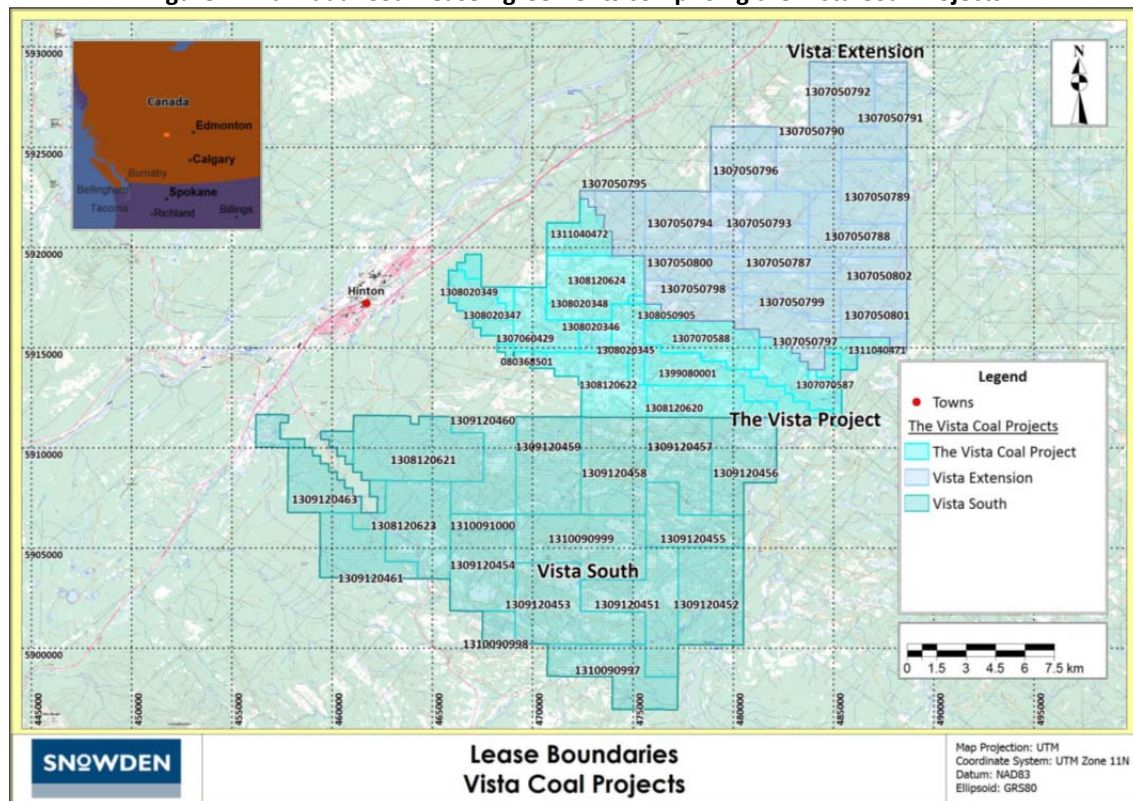 Vista Extension
N
Canada
Edmonton
Calgary
Burnaby
Bellingham
Spokane
Tacoma
Richland
Billings
5930000
5925000
5920000
5915000
5910000
5905000
5900000
1307050792
1307050791
1307050790
1307050796
1307050795
1307050789
1307050794
1307050793
1311040472
1307050788
1307050800
1307050787
1307050802
Hinton
1308020349
1308120624
1307050798
1308020348
1307050799
1308020347
1308050905
1307050801
1308020346
1307060429
1307070588
1307050797
1308020345
1311040471
080368501
1399080001
1308120622
1307070587
1308120620
The Vista Project
1309120460
1309120459
1309120457
1308120621
1309120458
1309120456
1309120463
1308120623
1310091000
1310090999
1309120455
1309120454
Vista South
1309120461
1309120453
1309120451
1309120452
1310090998
1310090997
Legend
Towns
The Vista Coal Projects
The Vista Coal Project
Vista Extension
Vista South
0 1.5 3 4.5 6 7.5 km
445000
450000
455000
460000
465000
470000
475000
480000
485000
490000
495000
SNOWDEN
Lease Boundaries
Vista Coal Projects
Map Projection: UTM
Coordinate System: UTM Zone 11N
Datum: NAD83
Ellipsoid: GRS80